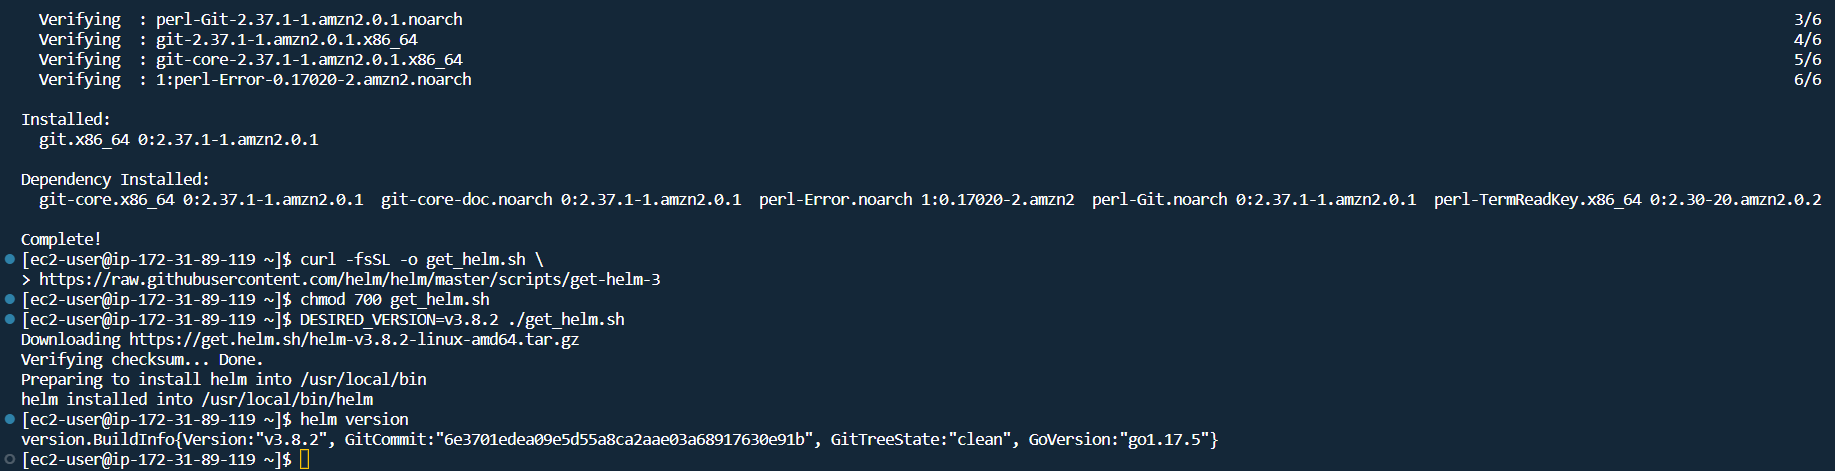 Verifying  : perl-Git-2.37.1-1.amzn2.0.1.noarch 3/6
Verifying  : git-2.37.1-1.amzn2.0.1.x86_64 4/6
Verifying  : git-core-2.37.1-1.amzn2.0.1.x86_64 5/6
Verifying  : 1:perl-Error-0.17020-2.amzn2.noarch 6/6
Installed:
git.x86_64 0:2.37.1-1.amzn2.0.1
Dependency Installed:
git-core.x86_64 0:2.37.1-1.amzn2.0.1  git-core-doc.noarch 0:2.37.1-1.amzn2.0.1  perl-Error.noarch 1:0.17020-2.amzn2  perl-Git.noarch 0:2.37.1-1.amzn2.0.1  perl-TermReadKey.x86_64 0:2.30-20.amzn2.0.2
Complete!
[ec2-user@ip-172-31-89-119 ~]$ curl -fsSL -o get_helm.sh \
> https://raw.githubusercontent.com/helm/helm/master/scripts/get-helm-3
[ec2-user@ip-172-31-89-119 ~]$ chmod 700 get_helm.sh
[ec2-user@ip-172-31-89-119 ~]$ DESIRED_VERSION=v3.8.2 ./get_helm.sh
Downloading https://get.helm.sh/helm-v3.8.2-linux-amd64.tar.gz
Verifying checksum... Done.
Preparing to install helm into /usr/local/bin
helm installed into /usr/local/bin/helm
[ec2-user@ip-172-31-89-119 ~]$ helm version
version.BuildInfo{Version:"v3.8.2", GitCommit:"6e3701edea09e5d55a8ca2aae03a68917630e91b", GitTreeState:"clean", GoVersion:"go1.17.5"}
[ec2-user@ip-172-31-89-119 ~]$